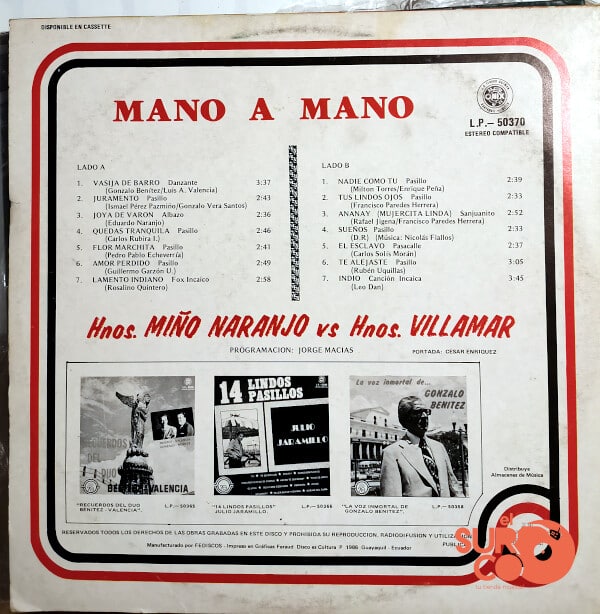 DISPONIBLE EN CASSETTE
MANO A MANO
ONIX
L.P.- 50370
ESTEREO COMPATIBLE
LADO A
1. VASIJA DE BARRO Danzante 3:37
(Gonzalo Benítez/Luis A. Valencia)
2. JURAMENTO Pasillo 2:43
(Ismael Pérez Pazmiño/Gonzalo Vera Santos)
3. JOYA DE VARON Albazo 2:36
(Eduardo Naranjo)
4. QUEDAS TRANQUILA Pasillo 2:46
(Carlos Rubira I.)
5. FLOR MARCHITA Pasillo 2:41
(Pedro Pablo Echeverría)
6. AMOR PERDIDO Pasillo 2:49
(Guillermo Garzón U.)
7. LAMENTO INDIANO Fox Incaico 2:58
(Rosalino Quintero)
LADO B
1. NADIE COMO TU Pasillo 2:39
(Milton Torres/Enrique Peña)
2. TUS LINDOS OJOS Pasillo 2:33
(Francisco Paredes Herrera)
3. ANANAY (MUJERCITA LINDA) Sanjuanito 2:52
(Rafael Jigena/Francisco Paredes Herrera)
4. SUEÑOS Pasillo 2:33
(D.R) (Música: Nicolás Fiallos)
5. EL ESCLAVO Pasacalle 2:37
(Carlos Solís Morán)
6. TE ALEJASTE Pasillo 3:05
(Rubén Uquillas)
7. INDIO Canción Incaica 3:45
(Leo Dan)
Hnos. MIÑO NARANJO vs Hnos. VILLAMAR
PROGRAMACION: JORGE MACIAS
PORTADA: CESAR ENRIQUEZ
RECUERDOS
DEL DUO
BENITEZ-VALENCIA
14 LINDOS
PASILLOS
JULIO
JARAMILLO
La voz inmortal de...
GONZALO
BENITEZ
"RECUERDOS DEL DUO
BENITEZ -VALENCIA". L.P.- 50365
"14 LINDOS PASILLOS"
JULIO JARAMILLO. L.P.- 50366
"LA VOZ INMORTAL DE
GONZALO BENITEZ". L.P.- 50358
Distribuye
Almacenes de Música
RESERVADOS TODOS LOS DERECHOS DE LAS OBRAS GRABADAS EN ESTE DISCO Y PROHIBIDA SU REPRODUCCION, RADIODIFUSION Y UTILIZACION
PUBLICA
Manufacturado por FEDISCOS - Impreso en Gráficas Feraud Disco es Cultura P 1986 Guayaquil - Ecuador
el
SURCO
tu tienda